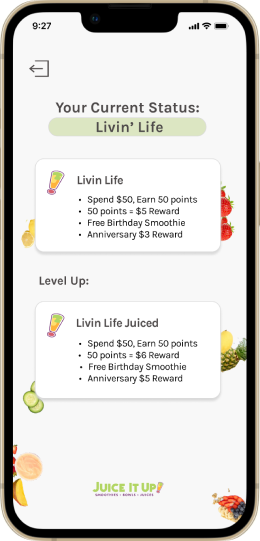 9:27
Your Current Status:
Livin' Life
Livin Life
• Spend $50, Earn 50 points
• 50 points = $5 Reward
• Free Birthday Smoothie
• Anniversary $3 Reward
Level Up:
Livin Life Juiced
• Spend $50, Earn 50 points
• 50 points = $6 Reward
• Free Birthday Smoothie
• Anniversary $5 Reward
JUICE IT UP!
SMOOTHIES • BOWLS • JUICES